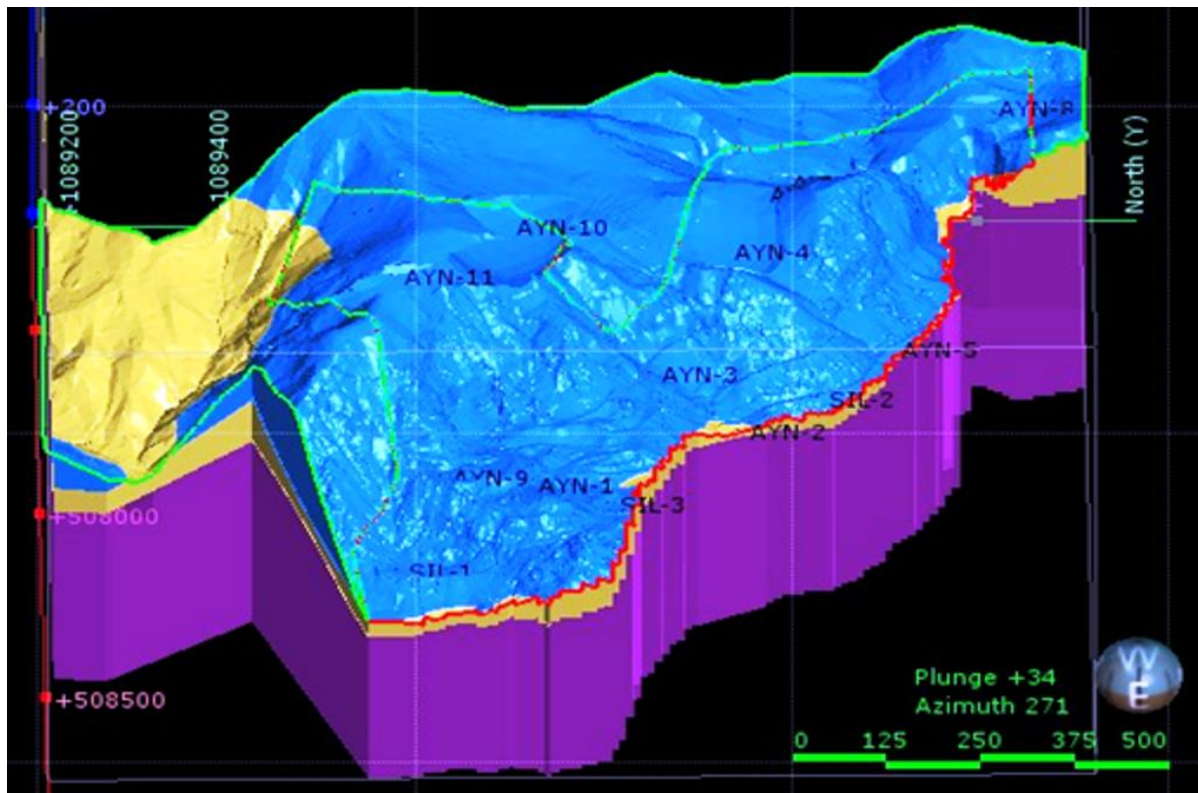 +200
1089200
1089400
North (Y)
AYN-8
AYN-10
AYN-4
AYN-11
AYN-5
AYN-3
SIL-2
AYN-2
AYN-9
AYN-1
SIL-3
+508000
SIL-1
+508500
Plunge +34
Azimuth 271
W
E
0 125 250 375 500